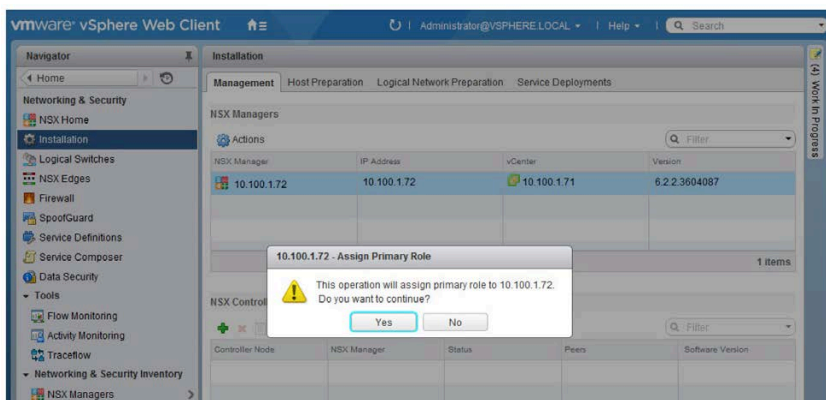 vmware® vSphere Web Client
Administrator@VSPHERE.LOCAL
Help
Search
Navigator
Home
Networking & Security
NSX Home
Installation
Logical Switches
NSX Edges
Firewall
SpoofGuard
Service Definitions
Service Composer
Data Security
Tools
Flow Monitoring
Activity Monitoring
Traceflow
Networking & Security Inventory
NSX Managers
Installation
Management Host Preparation Logical Network Preparation Service Deployments
NSX Managers
Actions
Filter
NSX Manager IP Address vCenter Version
10.100.1.72 10.100.1.72 10.100.1.71 6.2.2.3604087
1 items
10.100.1.72 - Assign Primary Role
This operation will assign primary role to 10.100.1.72.
Do you want to continue?
Yes No
NSX Control
Filter
Controller Node NSX Manager Status Peers Software Version
(4) Work In Progress